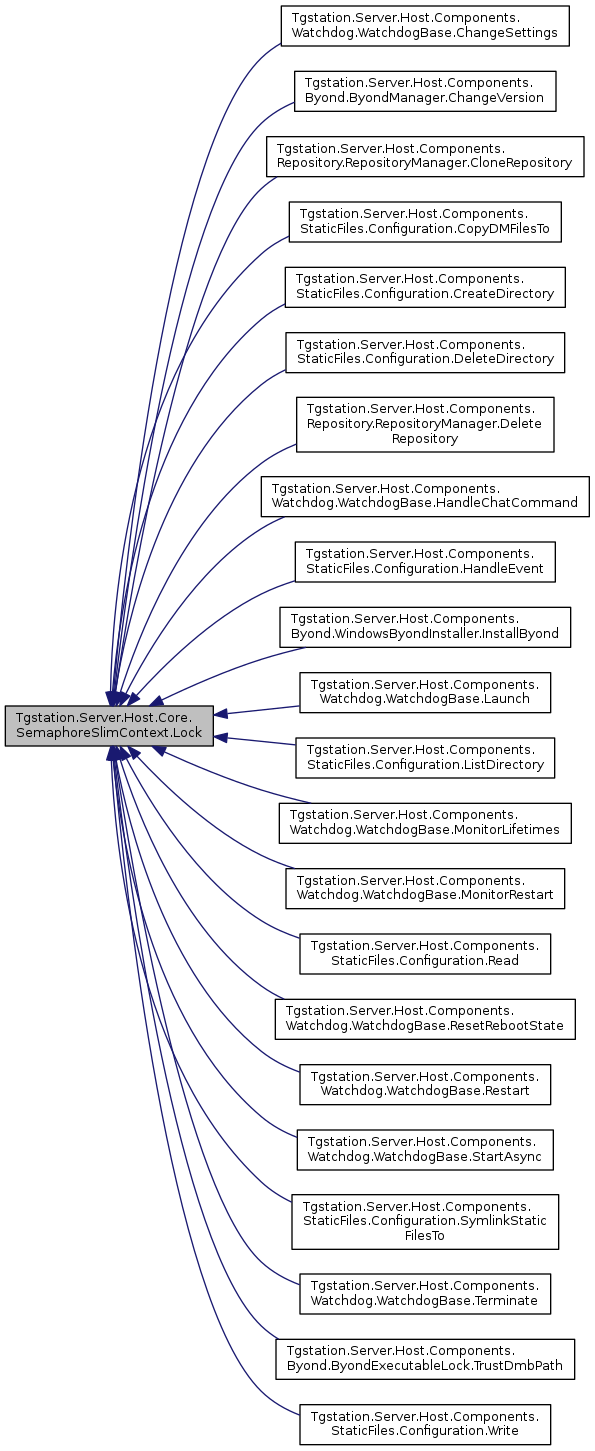 Tgstation.Server.Host.Components.
Watchdog.WatchdogBase.ChangeSettings
Tgstation.Server.Host.Components.
Byond.ByondManager.ChangeVersion
Tgstation.Server.Host.Components.
Repository.RepositoryManager.CloneRepository
Tgstation.Server.Host.Components.
StaticFiles.Configuration.CopyDMFilesTo
Tgstation.Server.Host.Components.
StaticFiles.Configuration.CreateDirectory
Tgstation.Server.Host.Components.
StaticFiles.Configuration.DeleteDirectory
Tgstation.Server.Host.Components.
Repository.RepositoryManager.Delete
Repository
Tgstation.Server.Host.Components.
Watchdog.WatchdogBase.HandleChatCommand
Tgstation.Server.Host.Components.
StaticFiles.Configuration.HandleEvent
Tgstation.Server.Host.Components.
Byond.WindowsByondInstaller.InstallByond
Tgstation.Server.Host.Components.
Watchdog.WatchdogBase.Launch
Tgstation.Server.Host.Core.
SemaphoreSlimContext.Lock
Tgstation.Server.Host.Components.
StaticFiles.Configuration.ListDirectory
Tgstation.Server.Host.Components.
Watchdog.WatchdogBase.MonitorLifetimes
Tgstation.Server.Host.Components.
Watchdog.WatchdogBase.MonitorRestart
Tgstation.Server.Host.Components.
StaticFiles.Configuration.Read
Tgstation.Server.Host.Components.
Watchdog.WatchdogBase.ResetRebootState
Tgstation.Server.Host.Components.
Watchdog.WatchdogBase.Restart
Tgstation.Server.Host.Components.
Watchdog.WatchdogBase.StartAsync
Tgstation.Server.Host.Components.
StaticFiles.Configuration.SymlinkStatic
FilesTo
Tgstation.Server.Host.Components.
Watchdog.WatchdogBase.Terminate
Tgstation.Server.Host.Components.
Byond.ByondExecutableLock.TrustDmbPath
Tgstation.Server.Host.Components.
StaticFiles.Configuration.Write